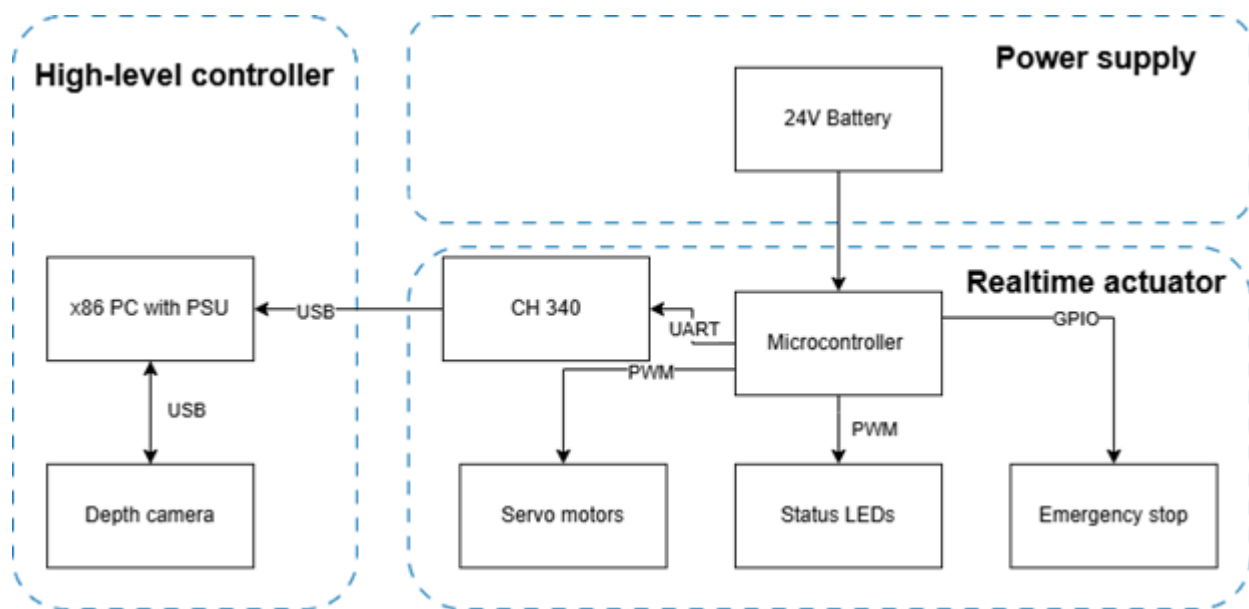 High-level controller
Power supply
24V Battery
Realtime actuator
x86 PC with PSU
USB
CH 340
UART
Microcontroller
GPIO
PWM
USB
PWM
Depth camera
Servo motors
Status LEDs
Emergency stop